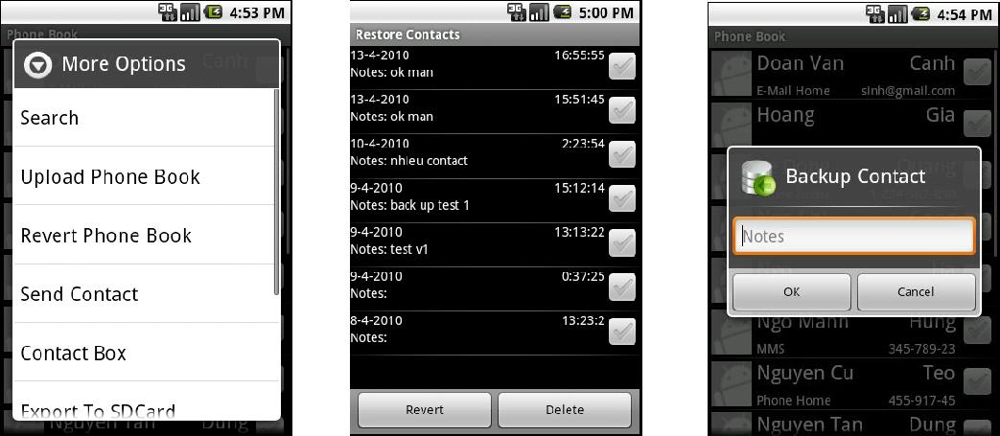 3G 4:53 PM
Phone Book
Canh
More Options
Search
Upload Phone Book
Revert Phone Book
Send Contact
Contact Box
Export To SDCard
Nguyen Tan Dung
3G 5:00 PM
Restore Contacts
13-4-2010 16:55:55
Notes: ok man
13-4-2010 15:51:45
Notes: ok man
10-4-2010 2:23:54
Notes: nhieu contact
9-4-2010 15:12:14
Notes: back up test 1
9-4-2010 13:13:22
Notes: test v1
9-4-2010 0:37:25
Notes:
8-4-2010 13:23:2
Notes:
Revert Delete
3G 4:54 PM
Phone Book
Doan Van Canh
E-Mail Home sinh@gmail.com
Hoang Gia
Backup Contact
Notes
OK Cancel
Ngo Manh Hung
MMS 345-789-23
Nguyen Cu Teo
Phone Home 455-917-45
Nguyen Tan Dung